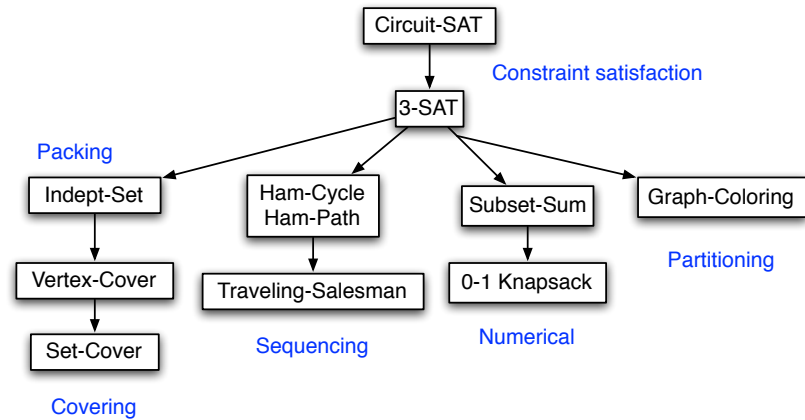 Circuit-SAT
Constraint satisfaction
3-SAT
Packing
Indept-Set
Ham-Cycle
Ham-Path
Subset-Sum
Graph-Coloring
Vertex-Cover
Traveling-Salesman
0-1 Knapsack
Partitioning
Set-Cover
Sequencing
Numerical
Covering